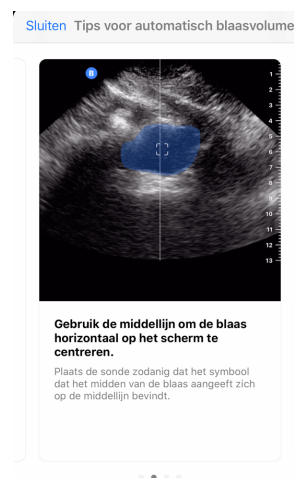 Sluiten Tips voor automatisch blaasvolume
B
1
2
3
4
5
6
7
8
9
10
11
12
13
Gebruik de middellijn om de blaas
horizontaal op het scherm te
centreren.
Plaats de sonde zodanig dat het symbool
dat het midden van de blaas aangeeft zich
op de middellijn bevindt.